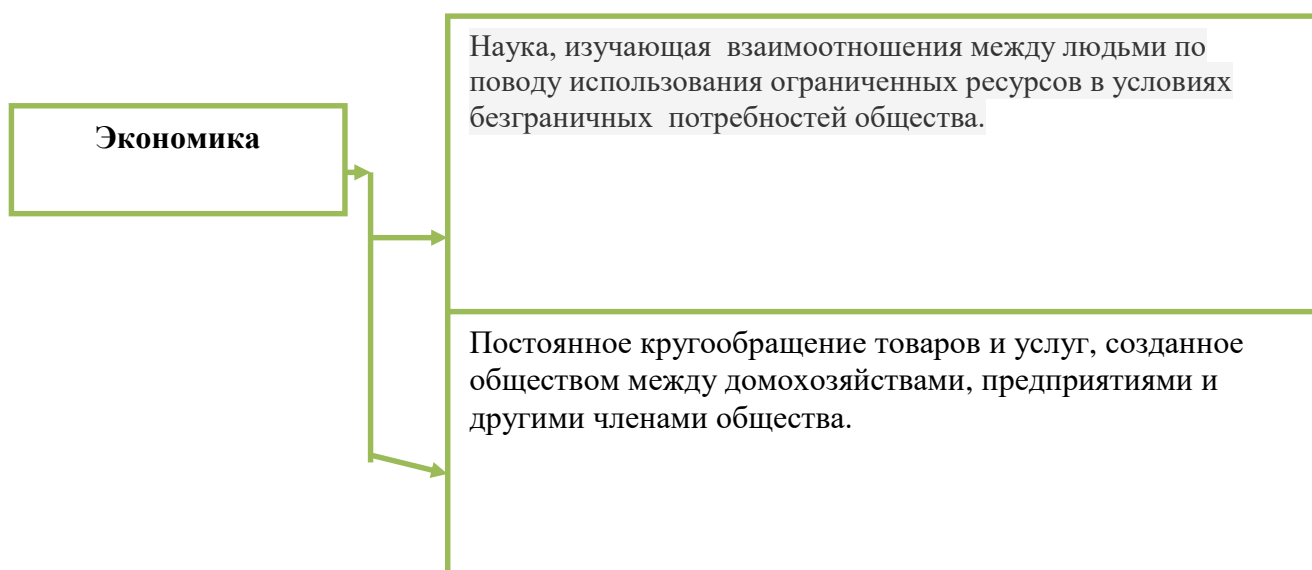 Экономика
Наука, изучающая  взаимоотношения между людьми по
поводу использования ограниченных ресурсов в условиях
безграничных  потребностей общества.
Постоянное кругообращение товаров и услуг, созданное
обществом между домохозяйствами, предприятиями и
другими членами общества.